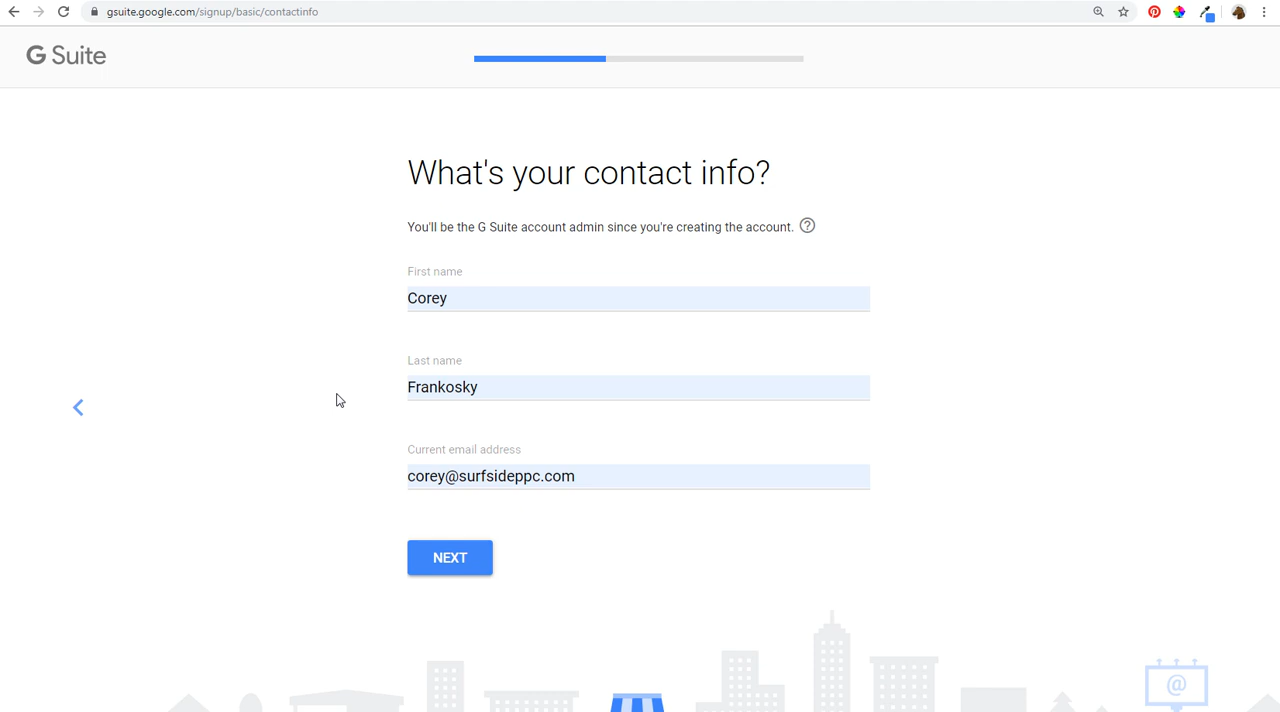 gsuite.google.com/signup/basic/contactinfo
G Suite
What's your contact info?
You'll be the G Suite account admin since you're creating the account. ?
First name
Corey
Last name
Frankosky
Current email address
corey@surfsideppc.com
NEXT
@